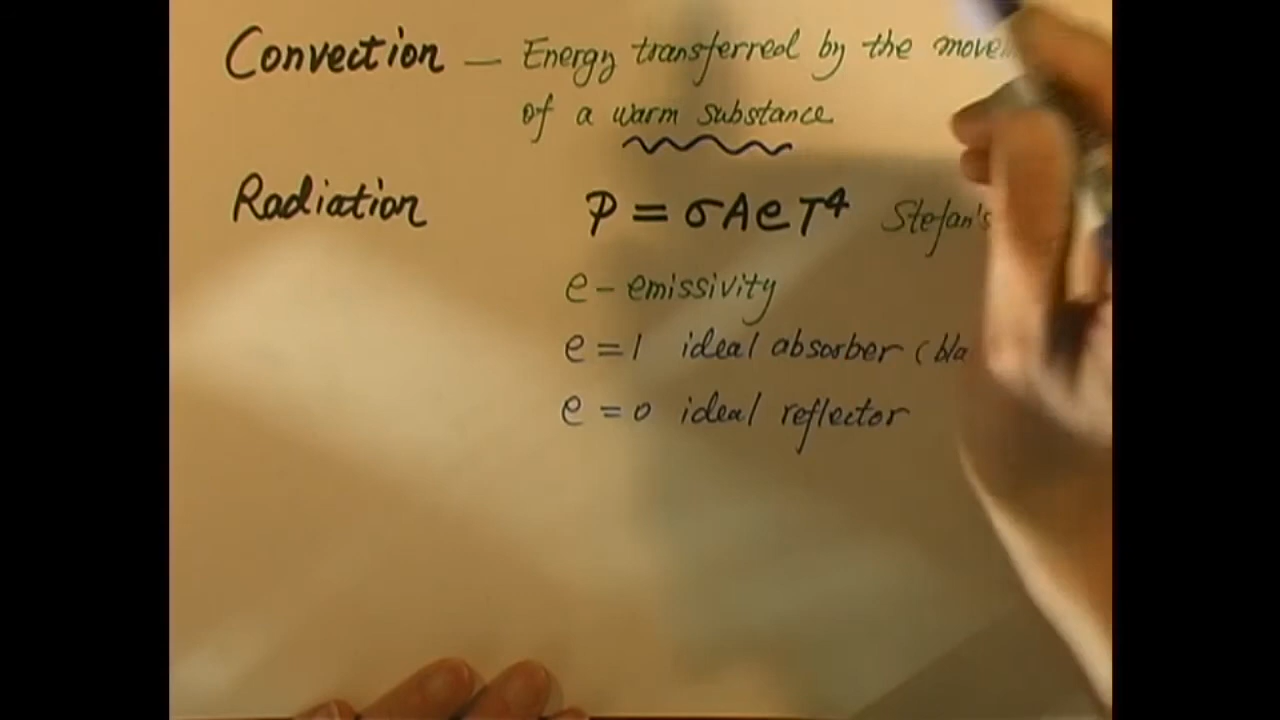 Convection — Energy transferred by the move
of a warm substance
Radiation P = σAeT⁴ Stefan's
e – emissivity
e = 1 ideal absorber (bla
e = 0 ideal reflector